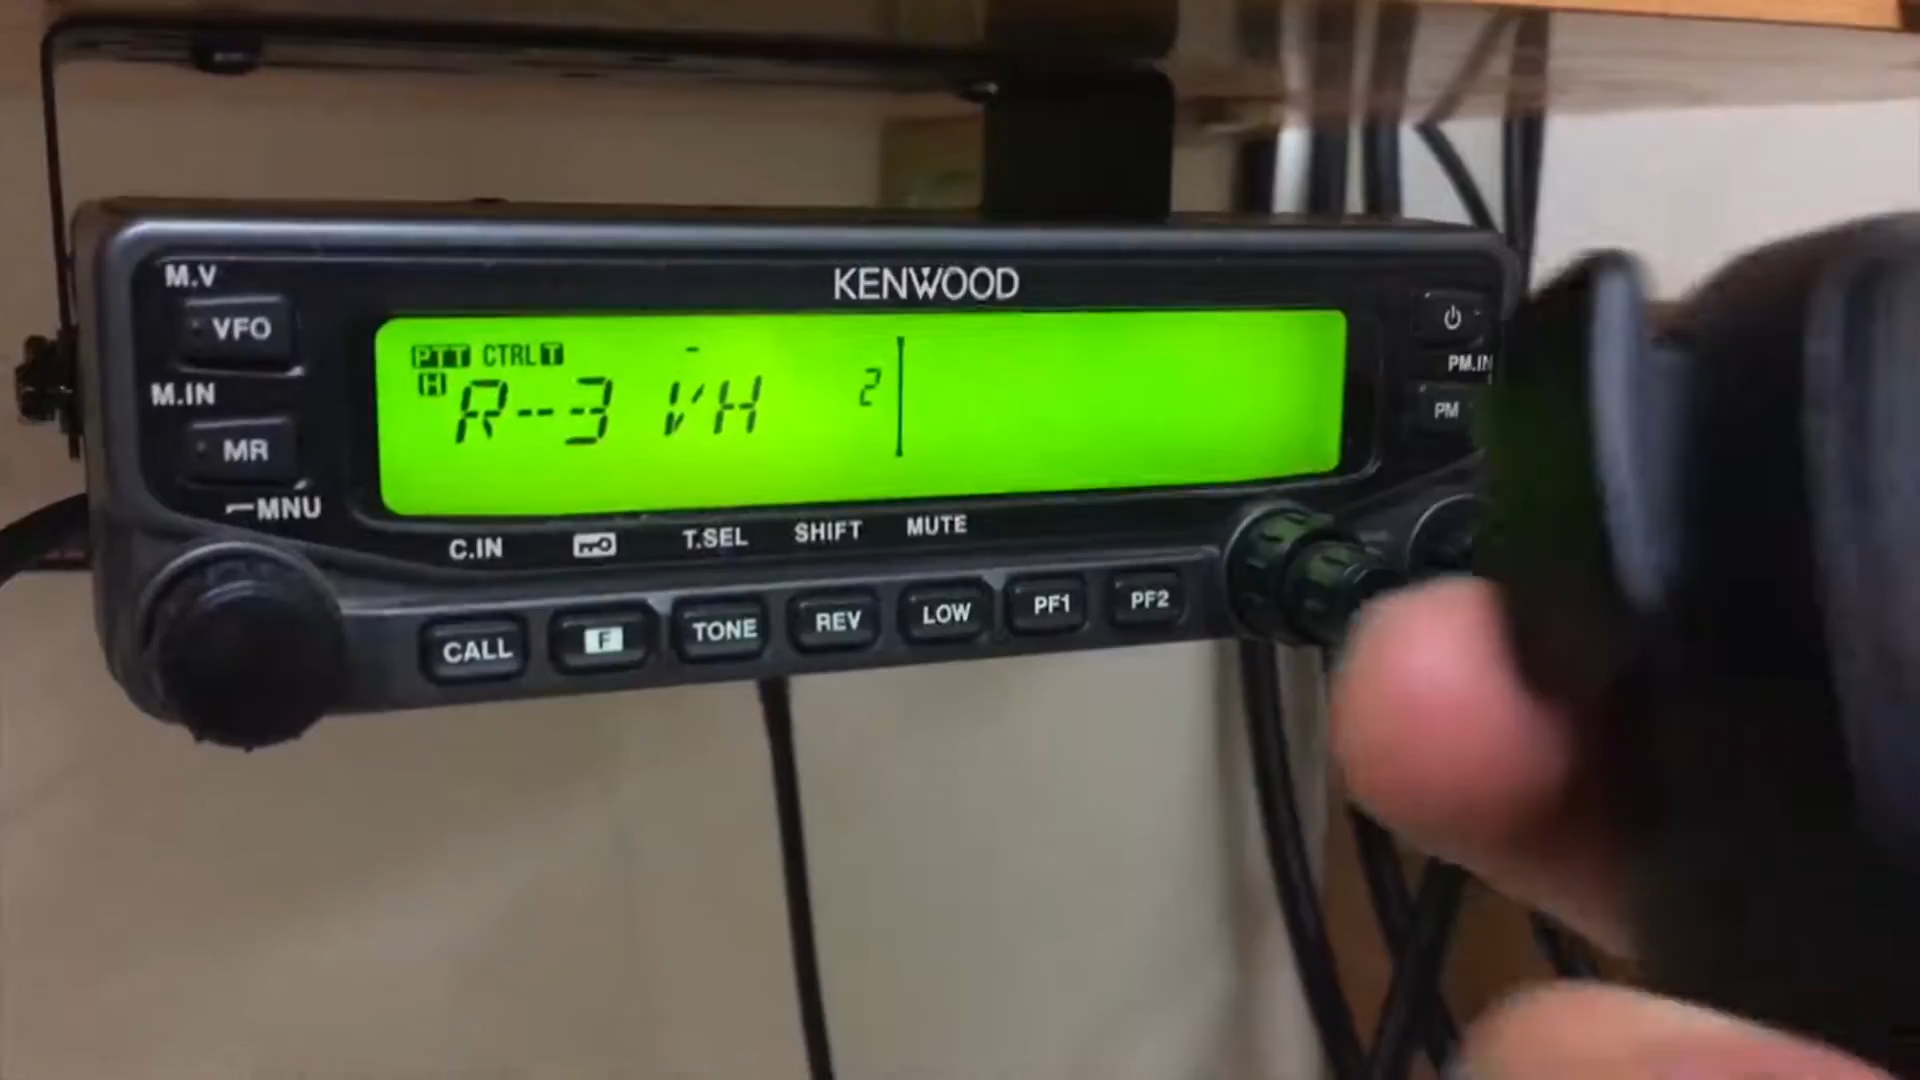 KENWOOD
M.V
VFO
M.IN
MR
MNU
PTT CTRL T -
H R--3 VH 2
PM.IN
PM
C.IN T.SEL SHIFT MUTE
CALL F TONE REV LOW PF1 PF2